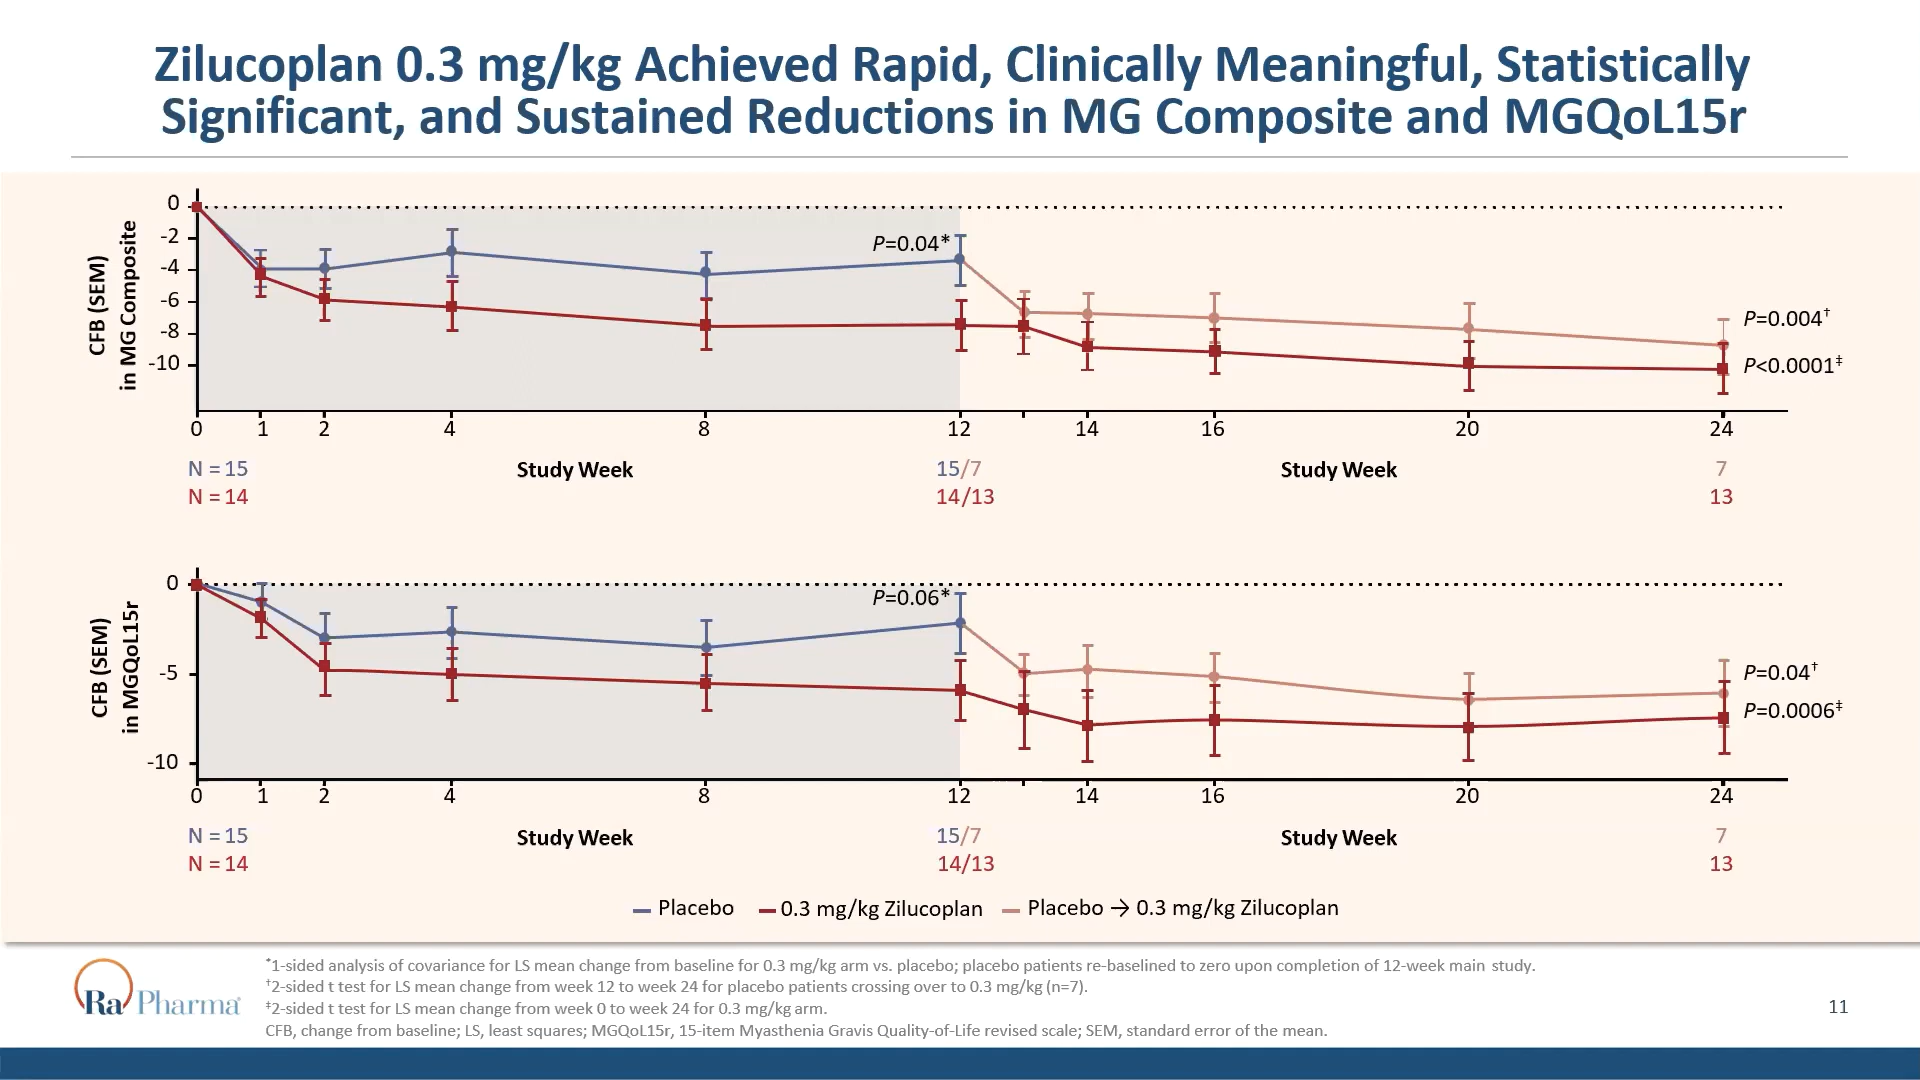 Zilucoplan 0.3 mg/kg Achieved Rapid, Clinically Meaningful, Statistically
Significant, and Sustained Reductions in MG Composite and MGQoL15r
CFB (SEM)
in MG Composite
0
-2
-4
-6
-8
-10
P=0.04*
P=0.004†
P<0.0001‡
0 1 2 4 8 12 14 16 20 24
N = 15 Study Week 15/7 Study Week 7
N = 14 14/13 13
CFB (SEM)
in MGQoL15r
0
-5
-10
P=0.06*
P=0.04†
P=0.0006‡
0 1 2 4 8 12 14 16 20 24
N = 15 Study Week 15/7 Study Week 7
N = 14 14/13 13
Placebo 0.3 mg/kg Zilucoplan Placebo → 0.3 mg/kg Zilucoplan
Ra Pharma
*1-sided analysis of covariance for LS mean change from baseline for 0.3 mg/kg arm vs. placebo; placebo patients re-baselined to zero upon completion of 12-week main study.
†2-sided t test for LS mean change from week 12 to week 24 for placebo patients crossing over to 0.3 mg/kg (n=7).
‡2-sided t test for LS mean change from week 0 to week 24 for 0.3 mg/kg arm.
CFB, change from baseline; LS, least squares; MGQoL15r, 15-item Myasthenia Gravis Quality-of-Life revised scale; SEM, standard error of the mean.
11